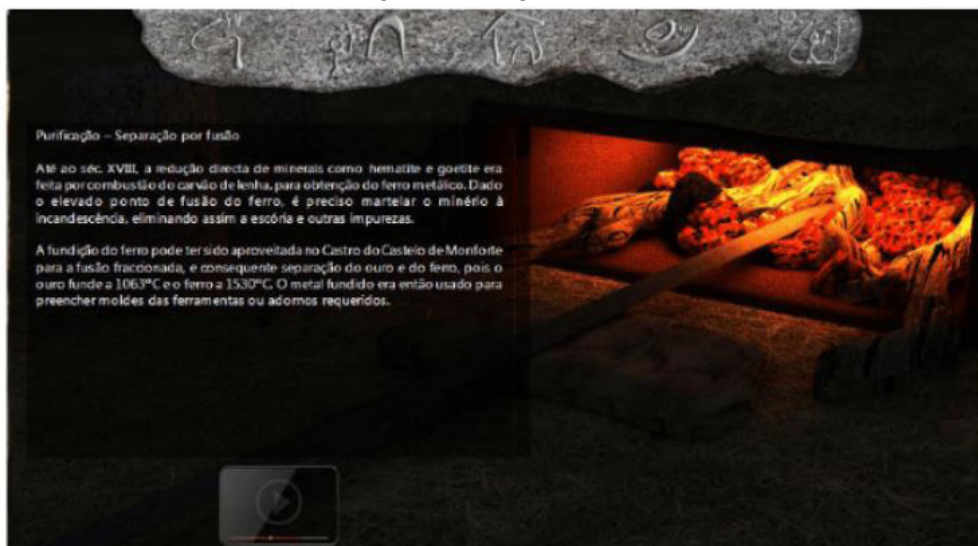 Purificação – Separação por fusão
Até ao séc. XVIII, a redução directa de minerais como hematite e goetite era
feita por combustão do carvão de lenha, para obtenção do ferro metálico. Dado
o elevado ponto de fusão do ferro, é preciso martelar o minério à
incandescência, eliminando assim a escória e outras impurezas.
A fundição do ferro pode ter sido aproveitada no Castro do Castelo de Monforte
para a fusão fraccionada, e consequente separação do ouro e do ferro, pois o
ouro funde a 1063ºC e o ferro a 1530ºC. O metal fundido era então usado para
preencher moldes das ferramentas ou adornos requeridos.